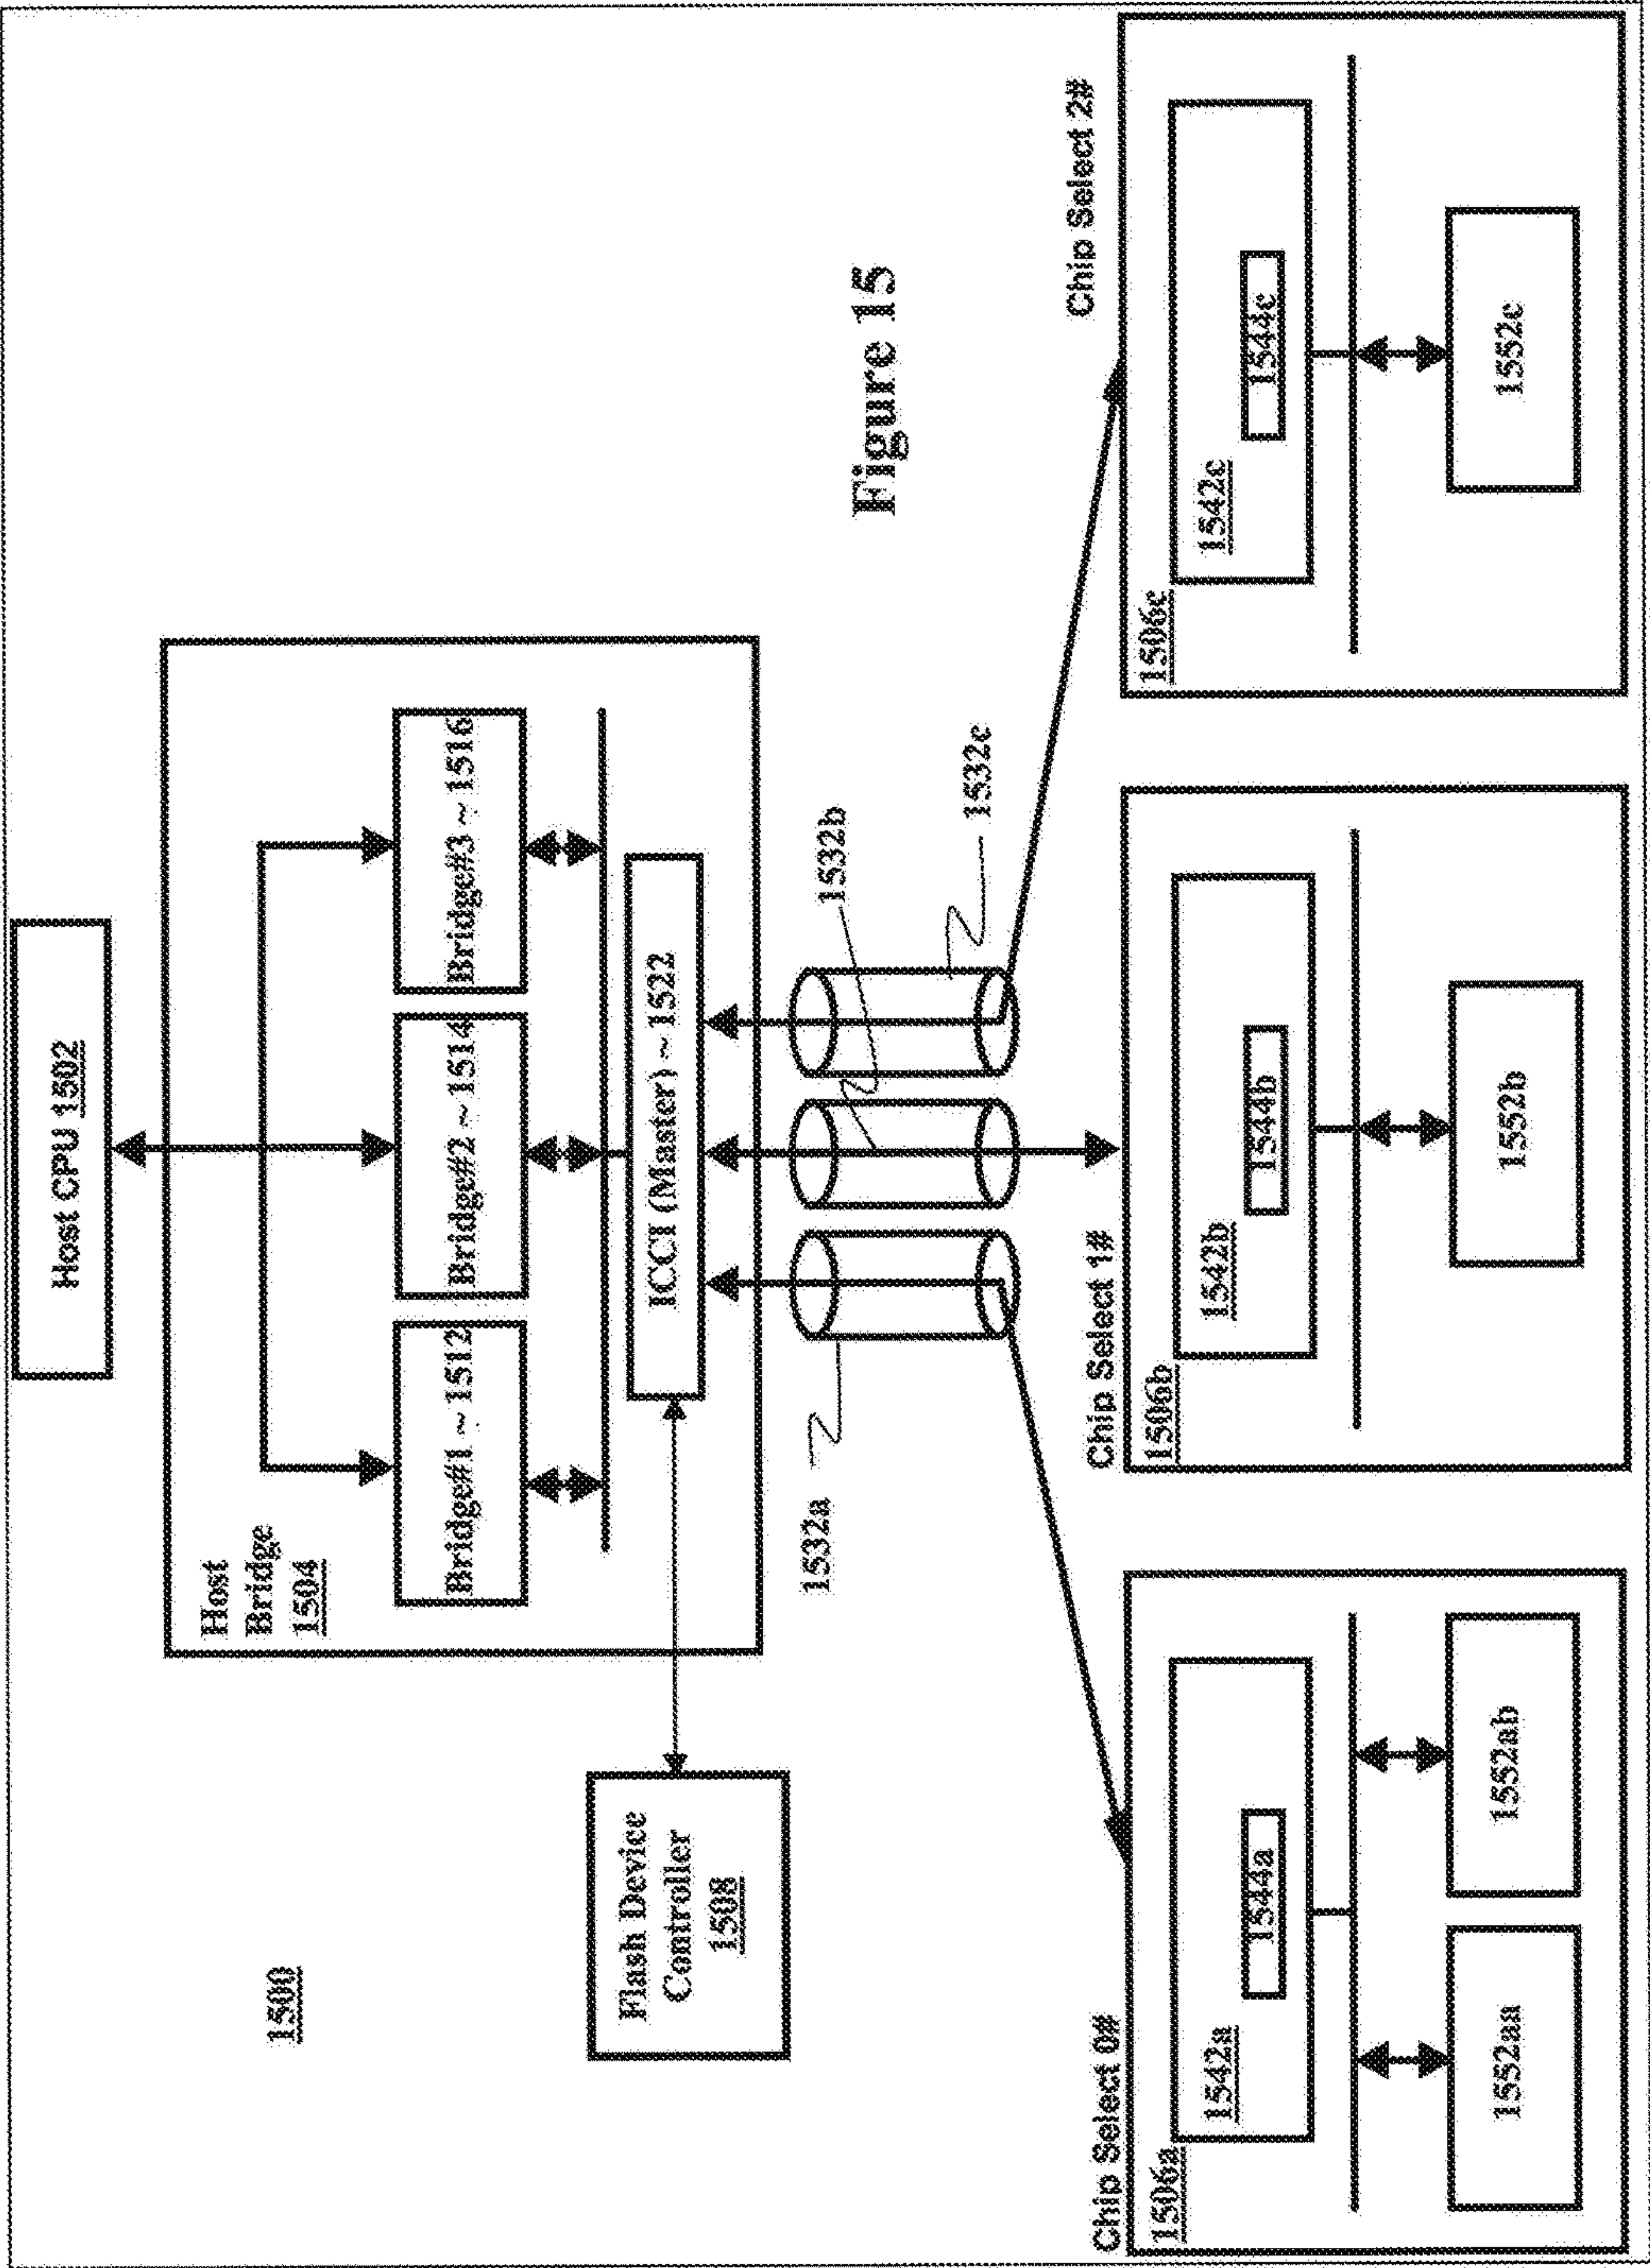 1500
Host CPU 1502
Host
Bridge
1504
Bridge#1 ~ 1512
Bridge#2 ~ 1514
Bridge#3 ~ 1516
ICCI (Master) ~ 1522
Flash Device
Controller
1508
1532a
1532b
1532c
Figure 15
Chip Select 0#
1506a
1542a
1544a
1552aa
1552ab
Chip Select 1#
1506b
1542b
1544b
1552b
Chip Select 2#
1506c
1542c
1544c
1552c